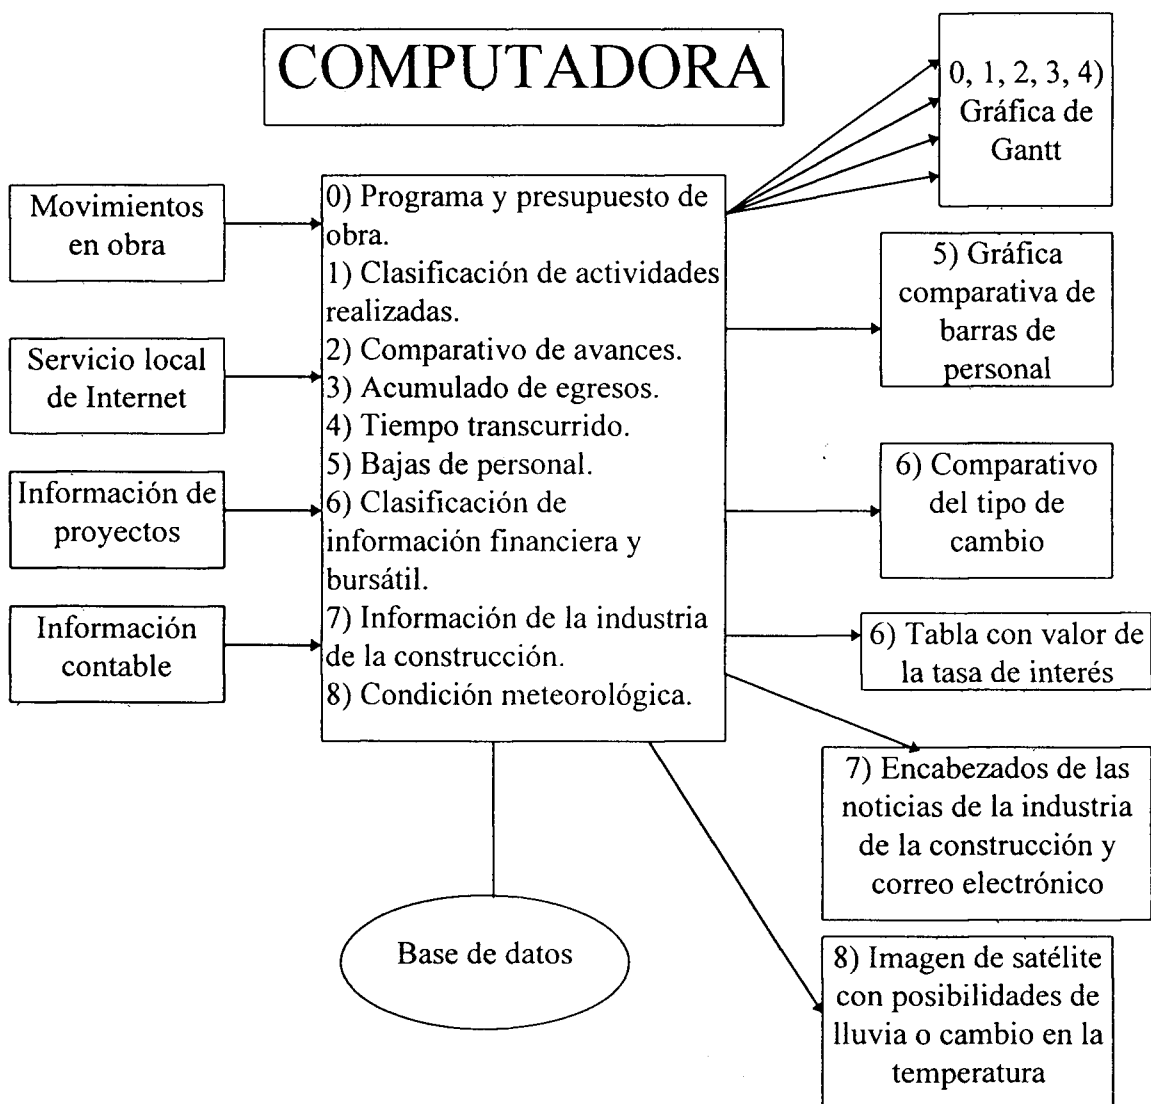 COMPUTADORA
Movimientos
en obra
Servicio local
de Internet
Información de
proyectos
Información
contable
0) Programa y presupuesto de
obra.
1) Clasificación de actividades
realizadas.
2) Comparativo de avances.
3) Acumulado de egresos.
4) Tiempo transcurrido.
5) Bajas de personal.
6) Clasificación de
información financiera y
bursátil.
7) Información de la industria
de la construcción.
8) Condición meteorológica.
Base de datos
0, 1, 2, 3, 4)
Gráfica de
Gantt
5) Gráfica
comparativa de
barras de
personal
6) Comparativo
del tipo de
cambio
6) Tabla con valor de
la tasa de interés
7) Encabezados de las
noticias de la industria
de la construcción y
correo electrónico
8) Imagen de satélite
con posibilidades de
lluvia o cambio en la
temperatura